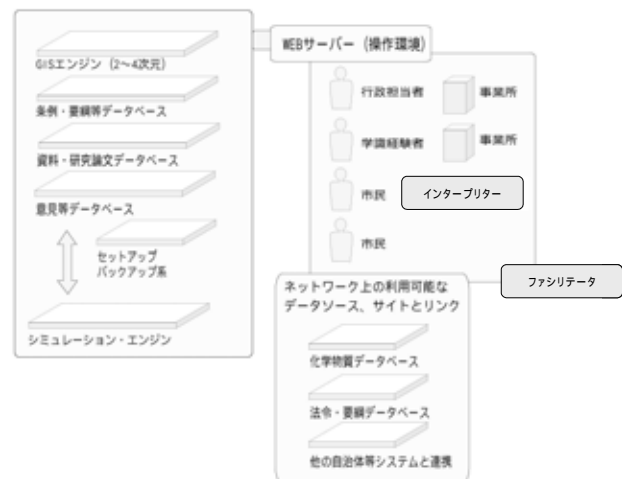 GISエンジン（2～4次元）
条例・要綱等データベース
資料・研究論文データベース
意見等データベース
セットアップ
バックアップ系
シミュレーション・エンジン
WEBサーバー（操作環境）
行政担当者
事業所
学識経験者
事業所
市民
インタープリター
市民
ファシリテータ
ネットワーク上の利用可能な
データソース、サイトとリンク
化学物質データベース
法令・要綱データベース
他の自治体等システムと連携